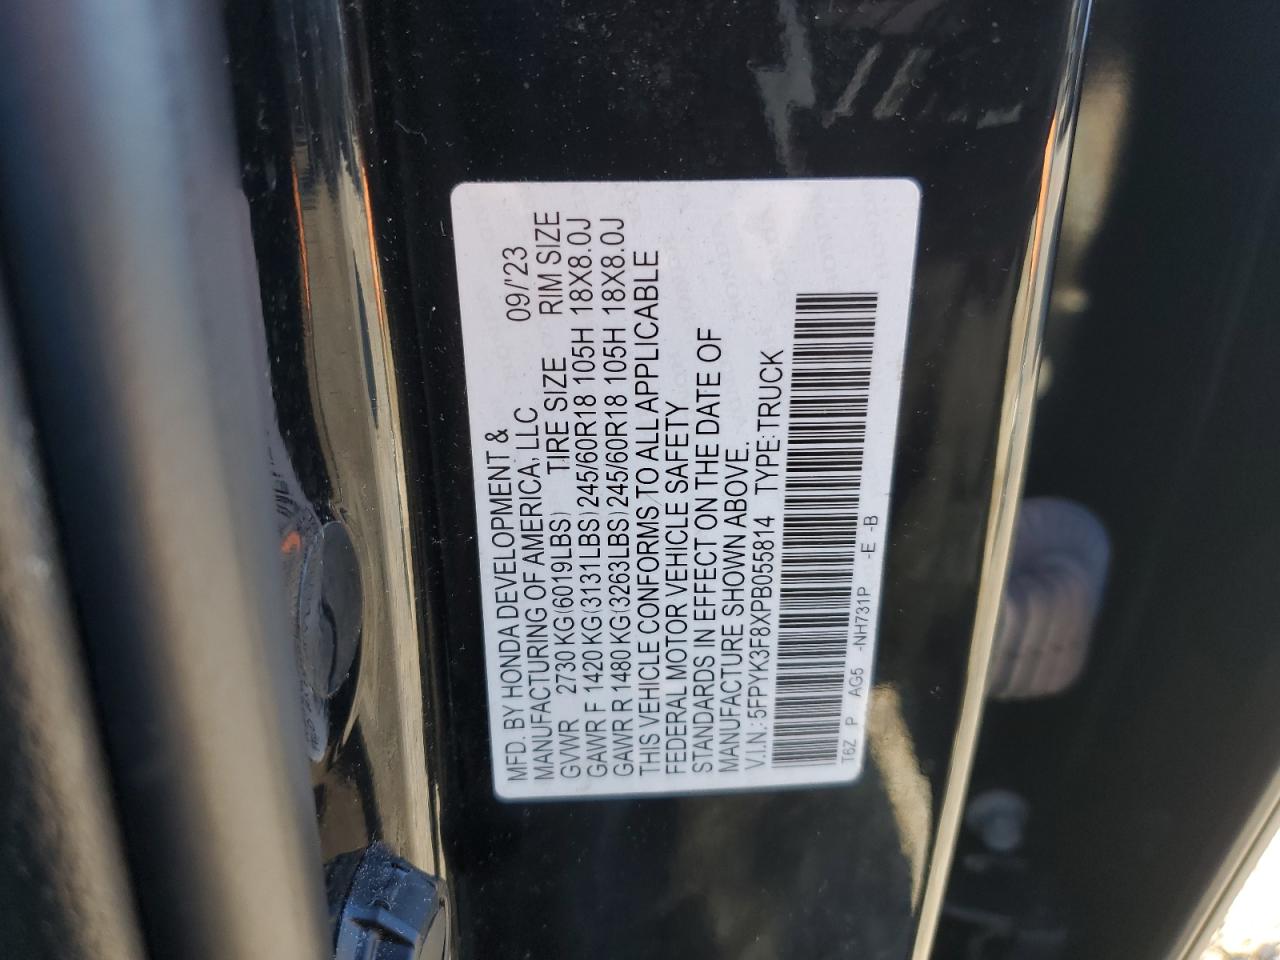 MFD. BY HONDA DEVELOPMENT &
MANUFACTURING OF AMERICA, LLC 09/'23
GVWR 2730 KG(6019LBS) TIRE SIZE RIM SIZE
GAWR F 1420 KG(3131LBS) 245/60R18 105H 18X8.0J
GAWR R 1480 KG(3263LBS) 245/60R18 105H 18X8.0J
THIS VEHICLE CONFORMS TO ALL APPLICABLE
FEDERAL MOTOR VEHICLE SAFETY
STANDARDS IN EFFECT ON THE DATE OF
MANUFACTURE SHOWN ABOVE.
V.I.N.: 5FPYK3F8XPB055814 TYPE: TRUCK
T6Z P AG5 -NH731P -E -B